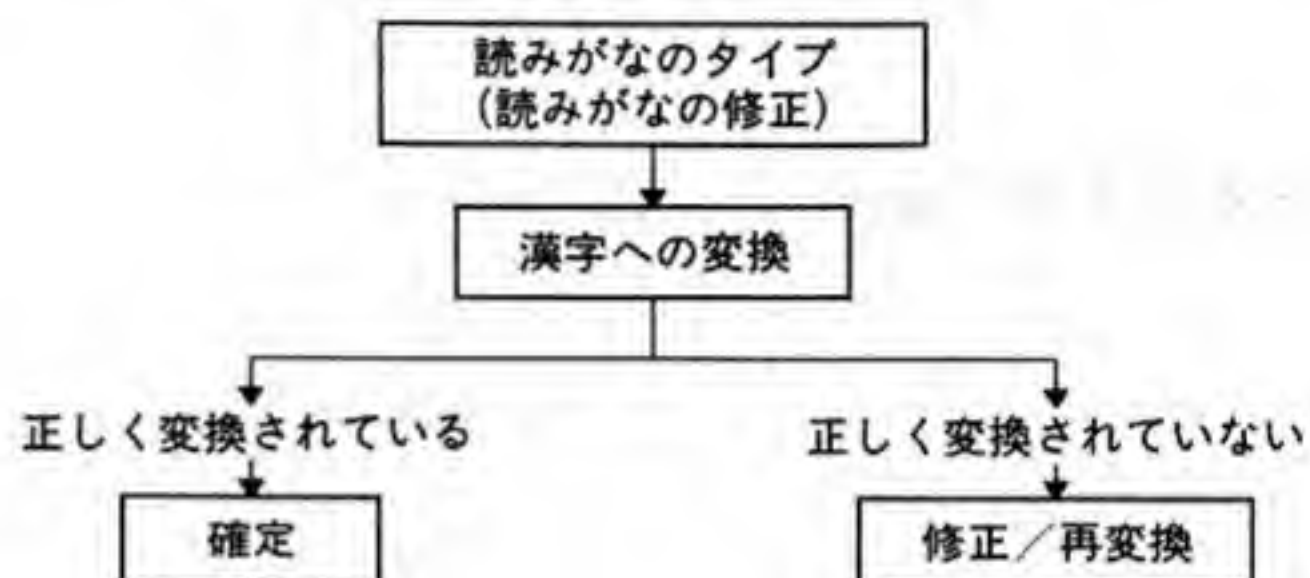 読みがなのタイプ
(読みがなの修正)
漢字への変換
正しく変換されている
正しく変換されていない
確定
修正/再変換